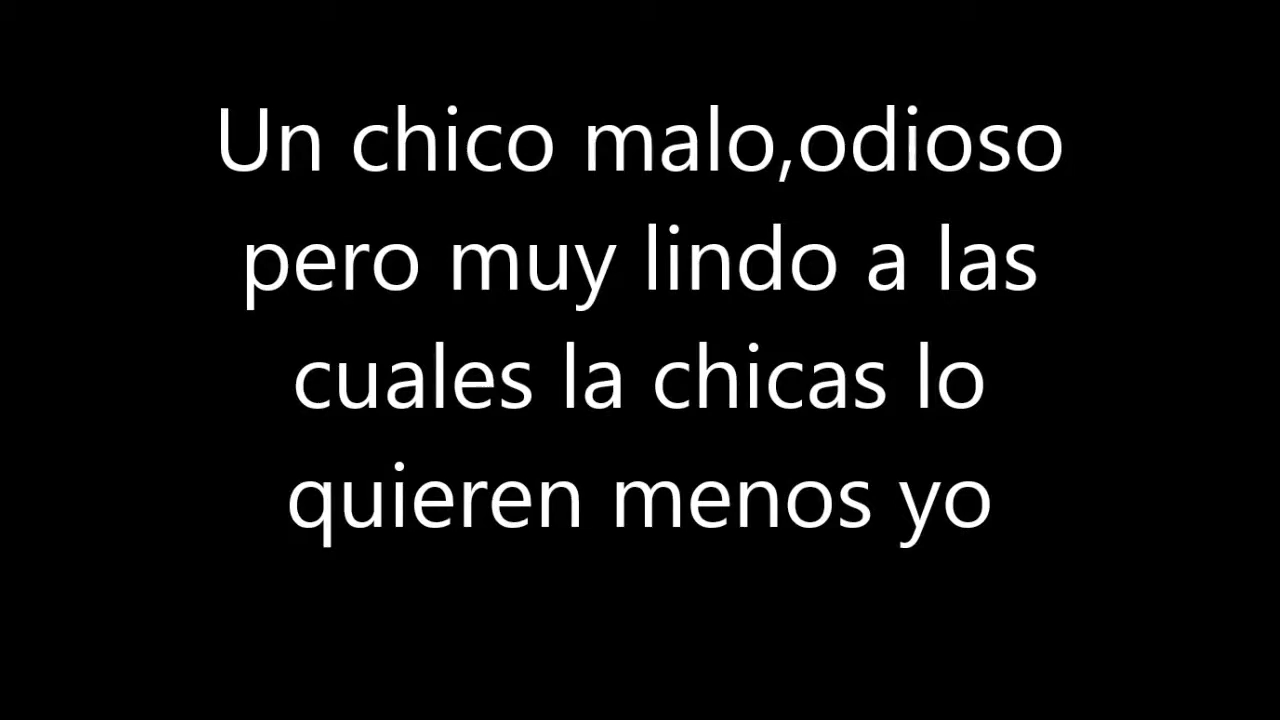 Un chico malo,odioso
pero muy lindo a las
cuales la chicas lo
quieren menos yo